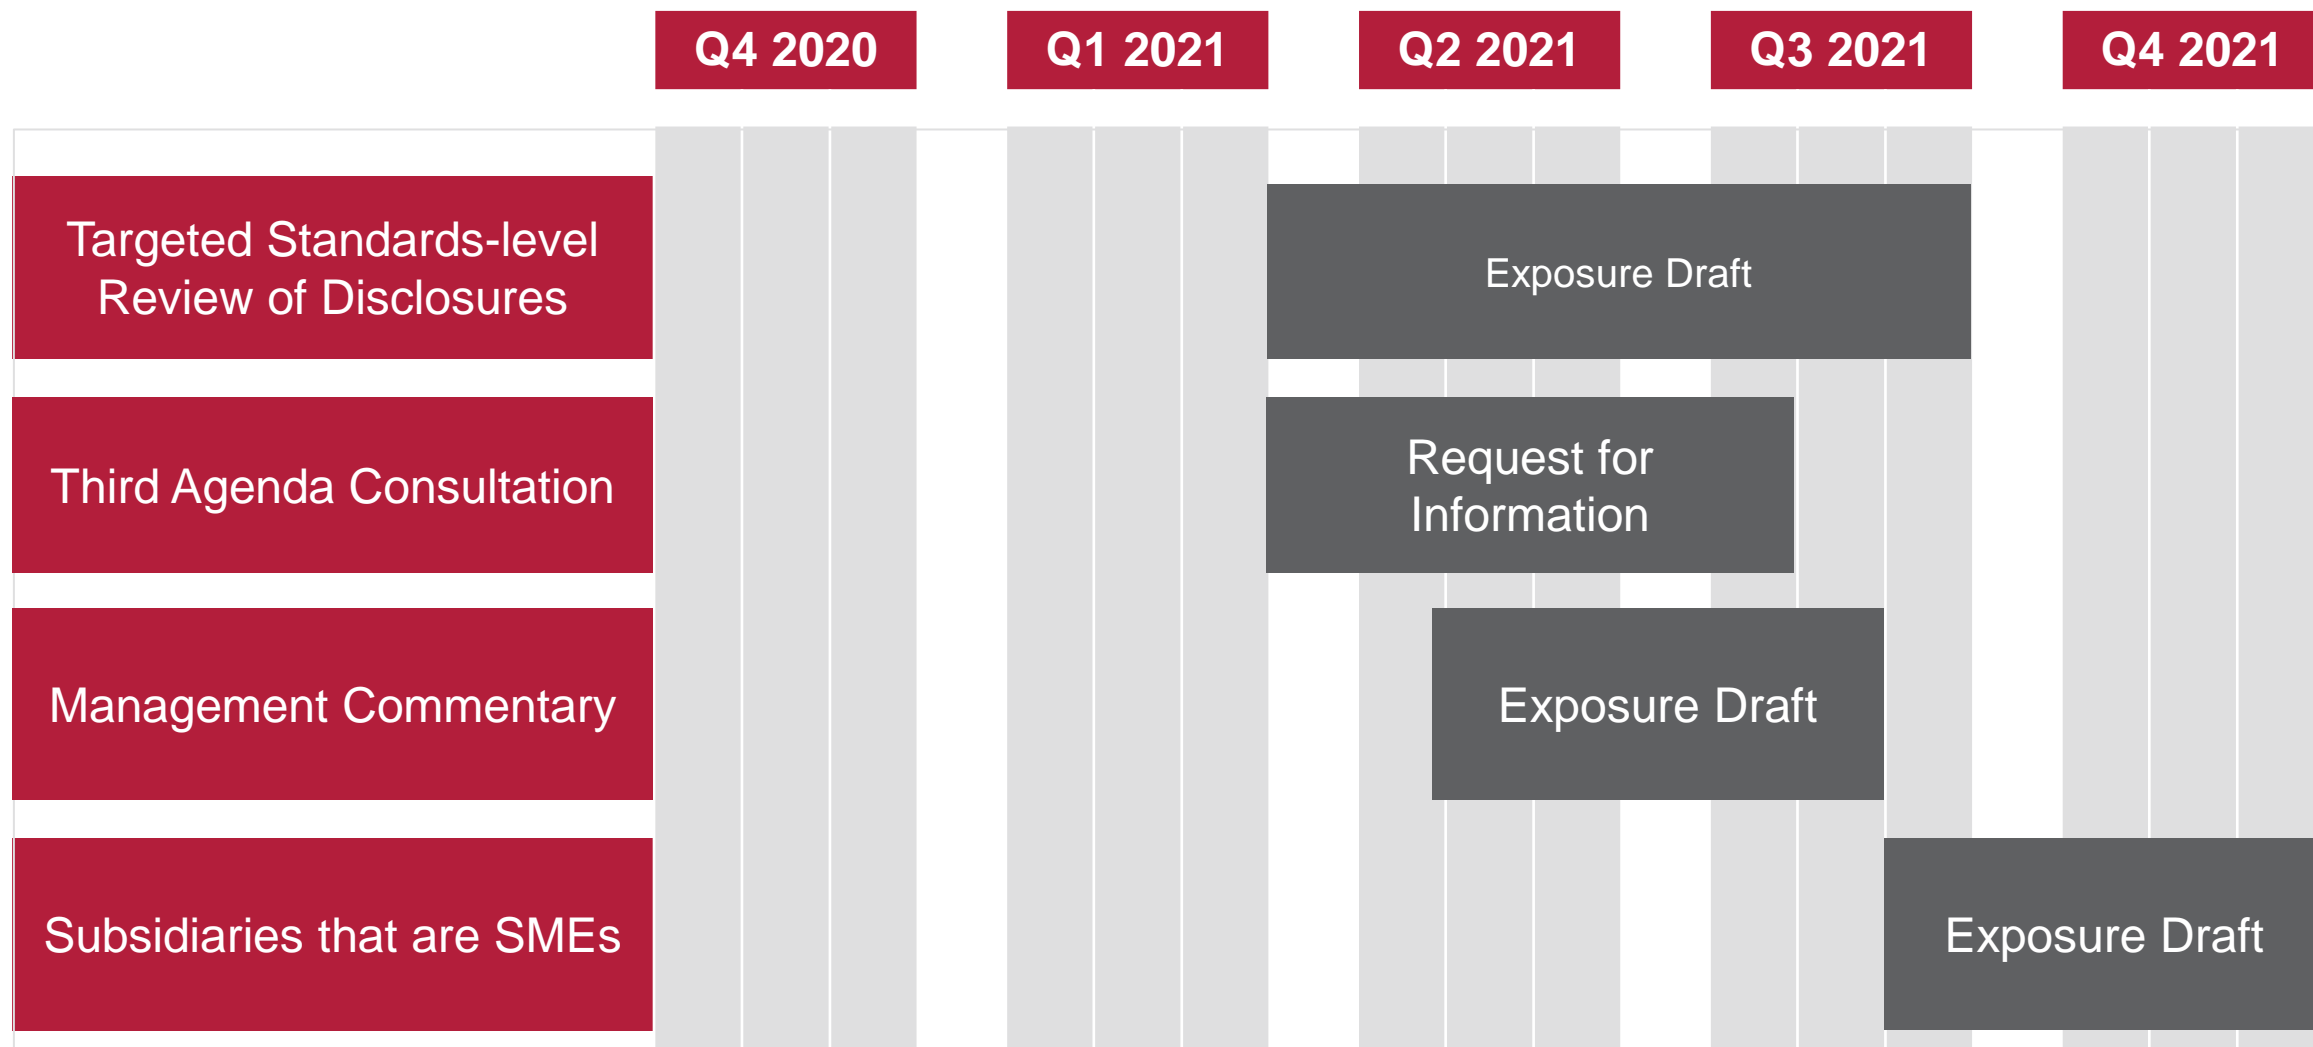 Q4 2020
Q1 2021
Q2 2021
Q3 2021
Q4 2021
Targeted Standards-level
Review of Disclosures
Exposure Draft
Third Agenda Consultation
Request for
Information
Management Commentary
Exposure Draft
Subsidiaries that are SMEs
Exposure Draft